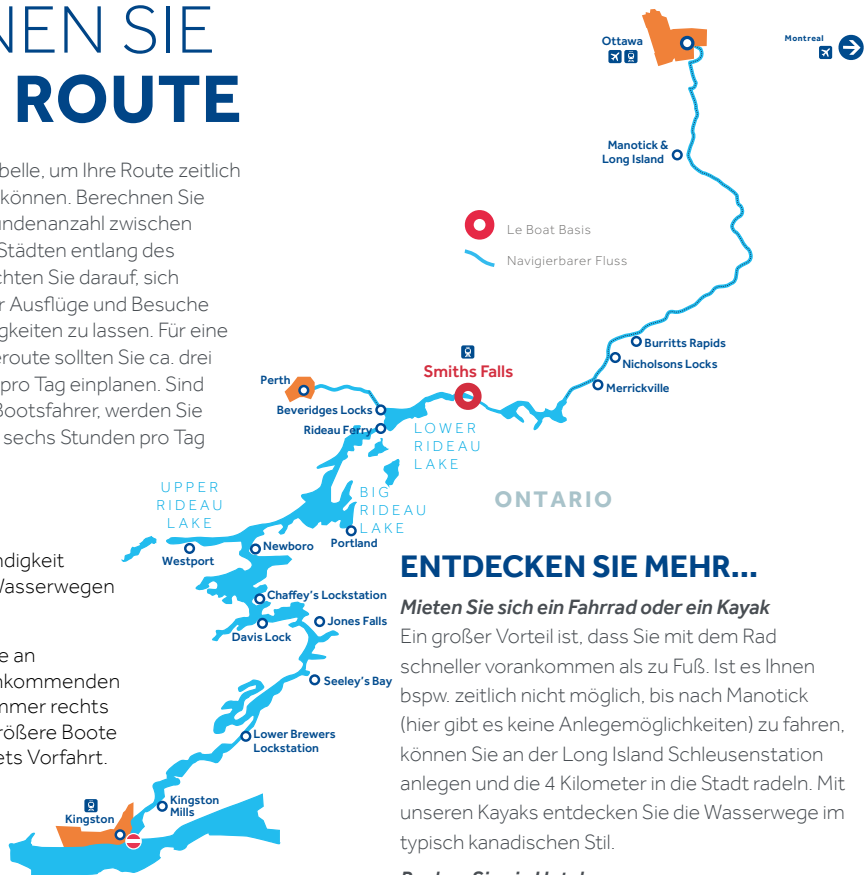 NEN SIE
ROUTE
belle, um Ihre Route zeitlich
können. Berechnen Sie
undenanzahl zwischen
Städten entlang des
chten Sie darauf, sich
r Ausflüge und Besuche
igkeiten zu lassen. Für eine
eroute sollten Sie ca. drei
pro Tag einplanen. Sind
Bootsfahrer, werden Sie
sechs Stunden pro Tag
ndigkeit
Wasserwegen
e an
nkommenden
mmer rechts
rößere Boote
ets Vorfahrt.
Ottawa
Montreal
Manotick &
Long Island
Le Boat Basis
Navigierbarer Fluss
Burritts Rapids
Nicholsons Locks
Merrickville
Smiths Falls
Perth
Beveridges Locks
Rideau Ferry
LOWER
RIDEAU
LAKE
UPPER
RIDEAU
LAKE
BIG
RIDEAU
LAKE
ONTARIO
Portland
Newboro
Westport
Chaffey's Lockstation
Davis Lock
Jones Falls
Seeley's Bay
Lower Brewers
Lockstation
Kingston
Mills
Kingston
ENTDECKEN SIE MEHR...
Mieten Sie sich ein Fahrrad oder ein Kayak
Ein großer Vorteil ist, dass Sie mit dem Rad
schneller vorankommen als zu Fuß. Ist es Ihnen
bspw. zeitlich nicht möglich, bis nach Manotick
(hier gibt es keine Anlegemöglichkeiten) zu fahren,
können Sie an der Long Island Schleusenstation
anlegen und die 4 Kilometer in die Stadt radeln. Mit
unseren Kayaks entdecken Sie die Wasserwege im
typisch kanadischen Stil.